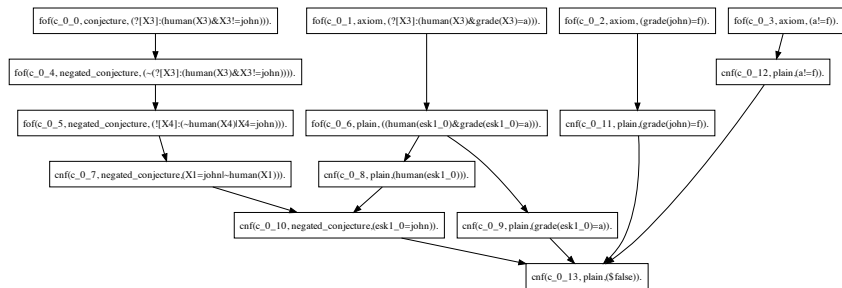 fof(c_0_0, conjecture, (?[X3]:(human(X3)&X3!=john))).
fof(c_0_1, axiom, (?[X3]:(human(X3)&grade(X3)=a))).
fof(c_0_2, axiom, (grade(john)=f)).
fof(c_0_3, axiom, (a!=f)).
fof(c_0_4, negated_conjecture, (~(?[X3]:(human(X3)&X3!=john)))).
cnf(c_0_12, plain,(a!=f)).
fof(c_0_5, negated_conjecture, (![X4]:(~human(X4)|X4=john))).
fof(c_0_6, plain, ((human(esk1_0)&grade(esk1_0)=a))).
cnf(c_0_11, plain,(grade(john)=f)).
cnf(c_0_7, negated_conjecture,(X1=john|~human(X1))).
cnf(c_0_8, plain,(human(esk1_0))).
cnf(c_0_10, negated_conjecture,(esk1_0=john)).
cnf(c_0_9, plain,(grade(esk1_0)=a)).
cnf(c_0_13, plain,($false)).